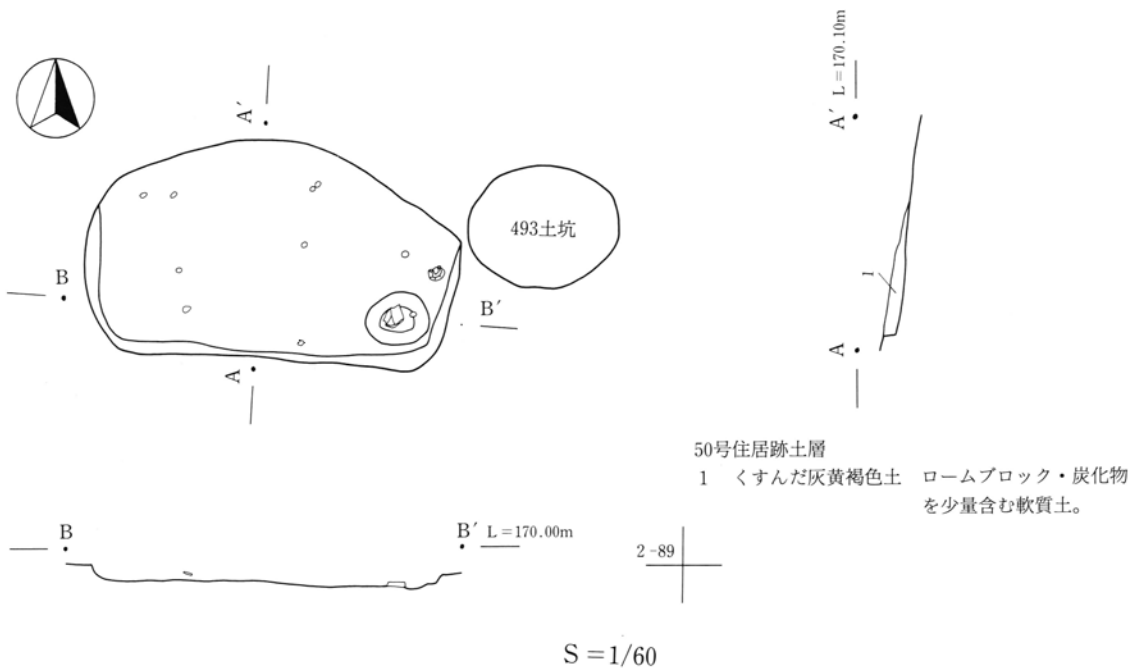 A′
493土坑
B
B′
A
L=170.10m
A′
1
A
50号住居跡土層
1 くすんだ灰黄褐色土 ロームブロック・炭化物
を少量含む軟質土。
B
B′ L=170.00m
2-89
S=1/60